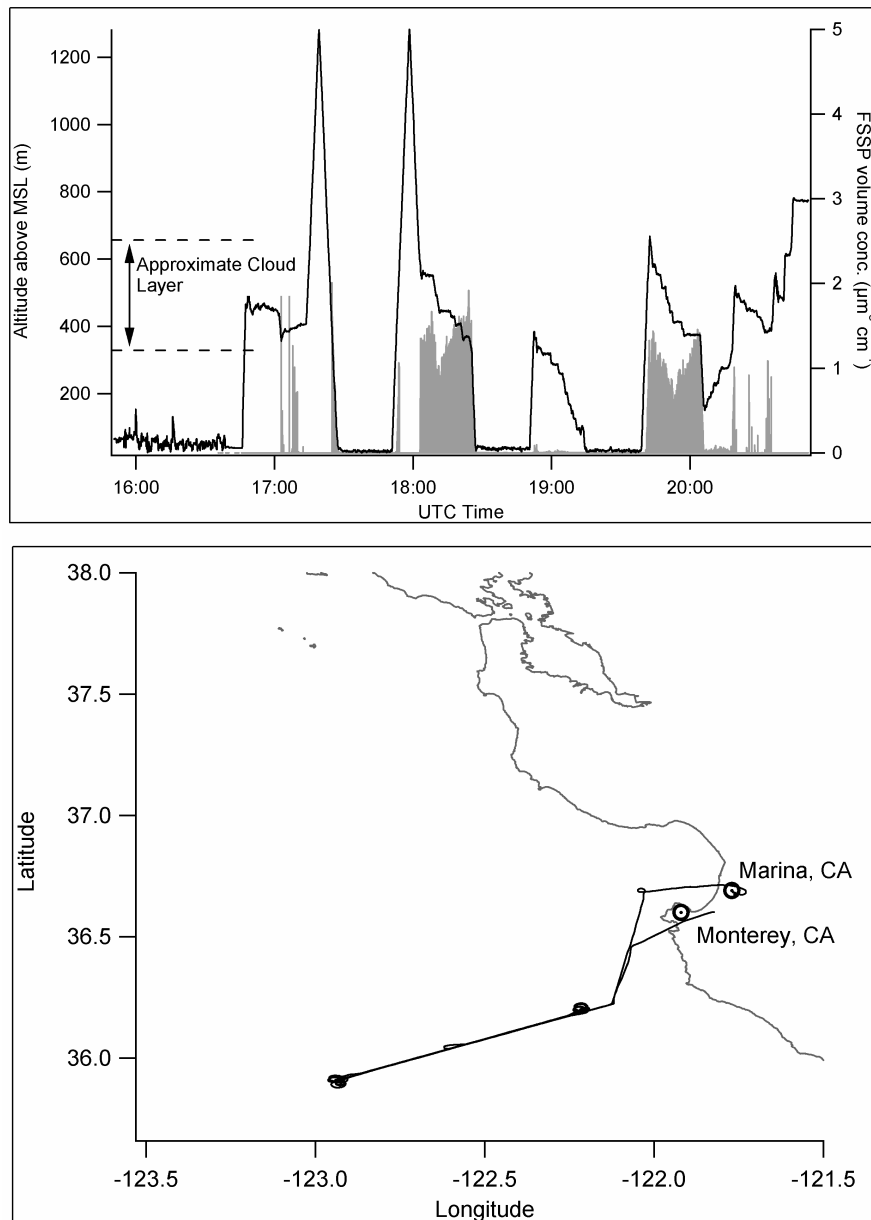 1200
1000
800
600
400
200
Altitude above MSL (m)
Approximate Cloud
Layer
5
4
3
2
1
0
FSSP volume conc. (µm³ cm⁻³)
16:00 17:00 18:00 19:00 20:00
UTC Time
38.0
37.5
37.0
36.5
36.0
Latitude
Marina, CA
Monterey, CA
-123.5 -123.0 -122.5 -122.0 -121.5
Longitude